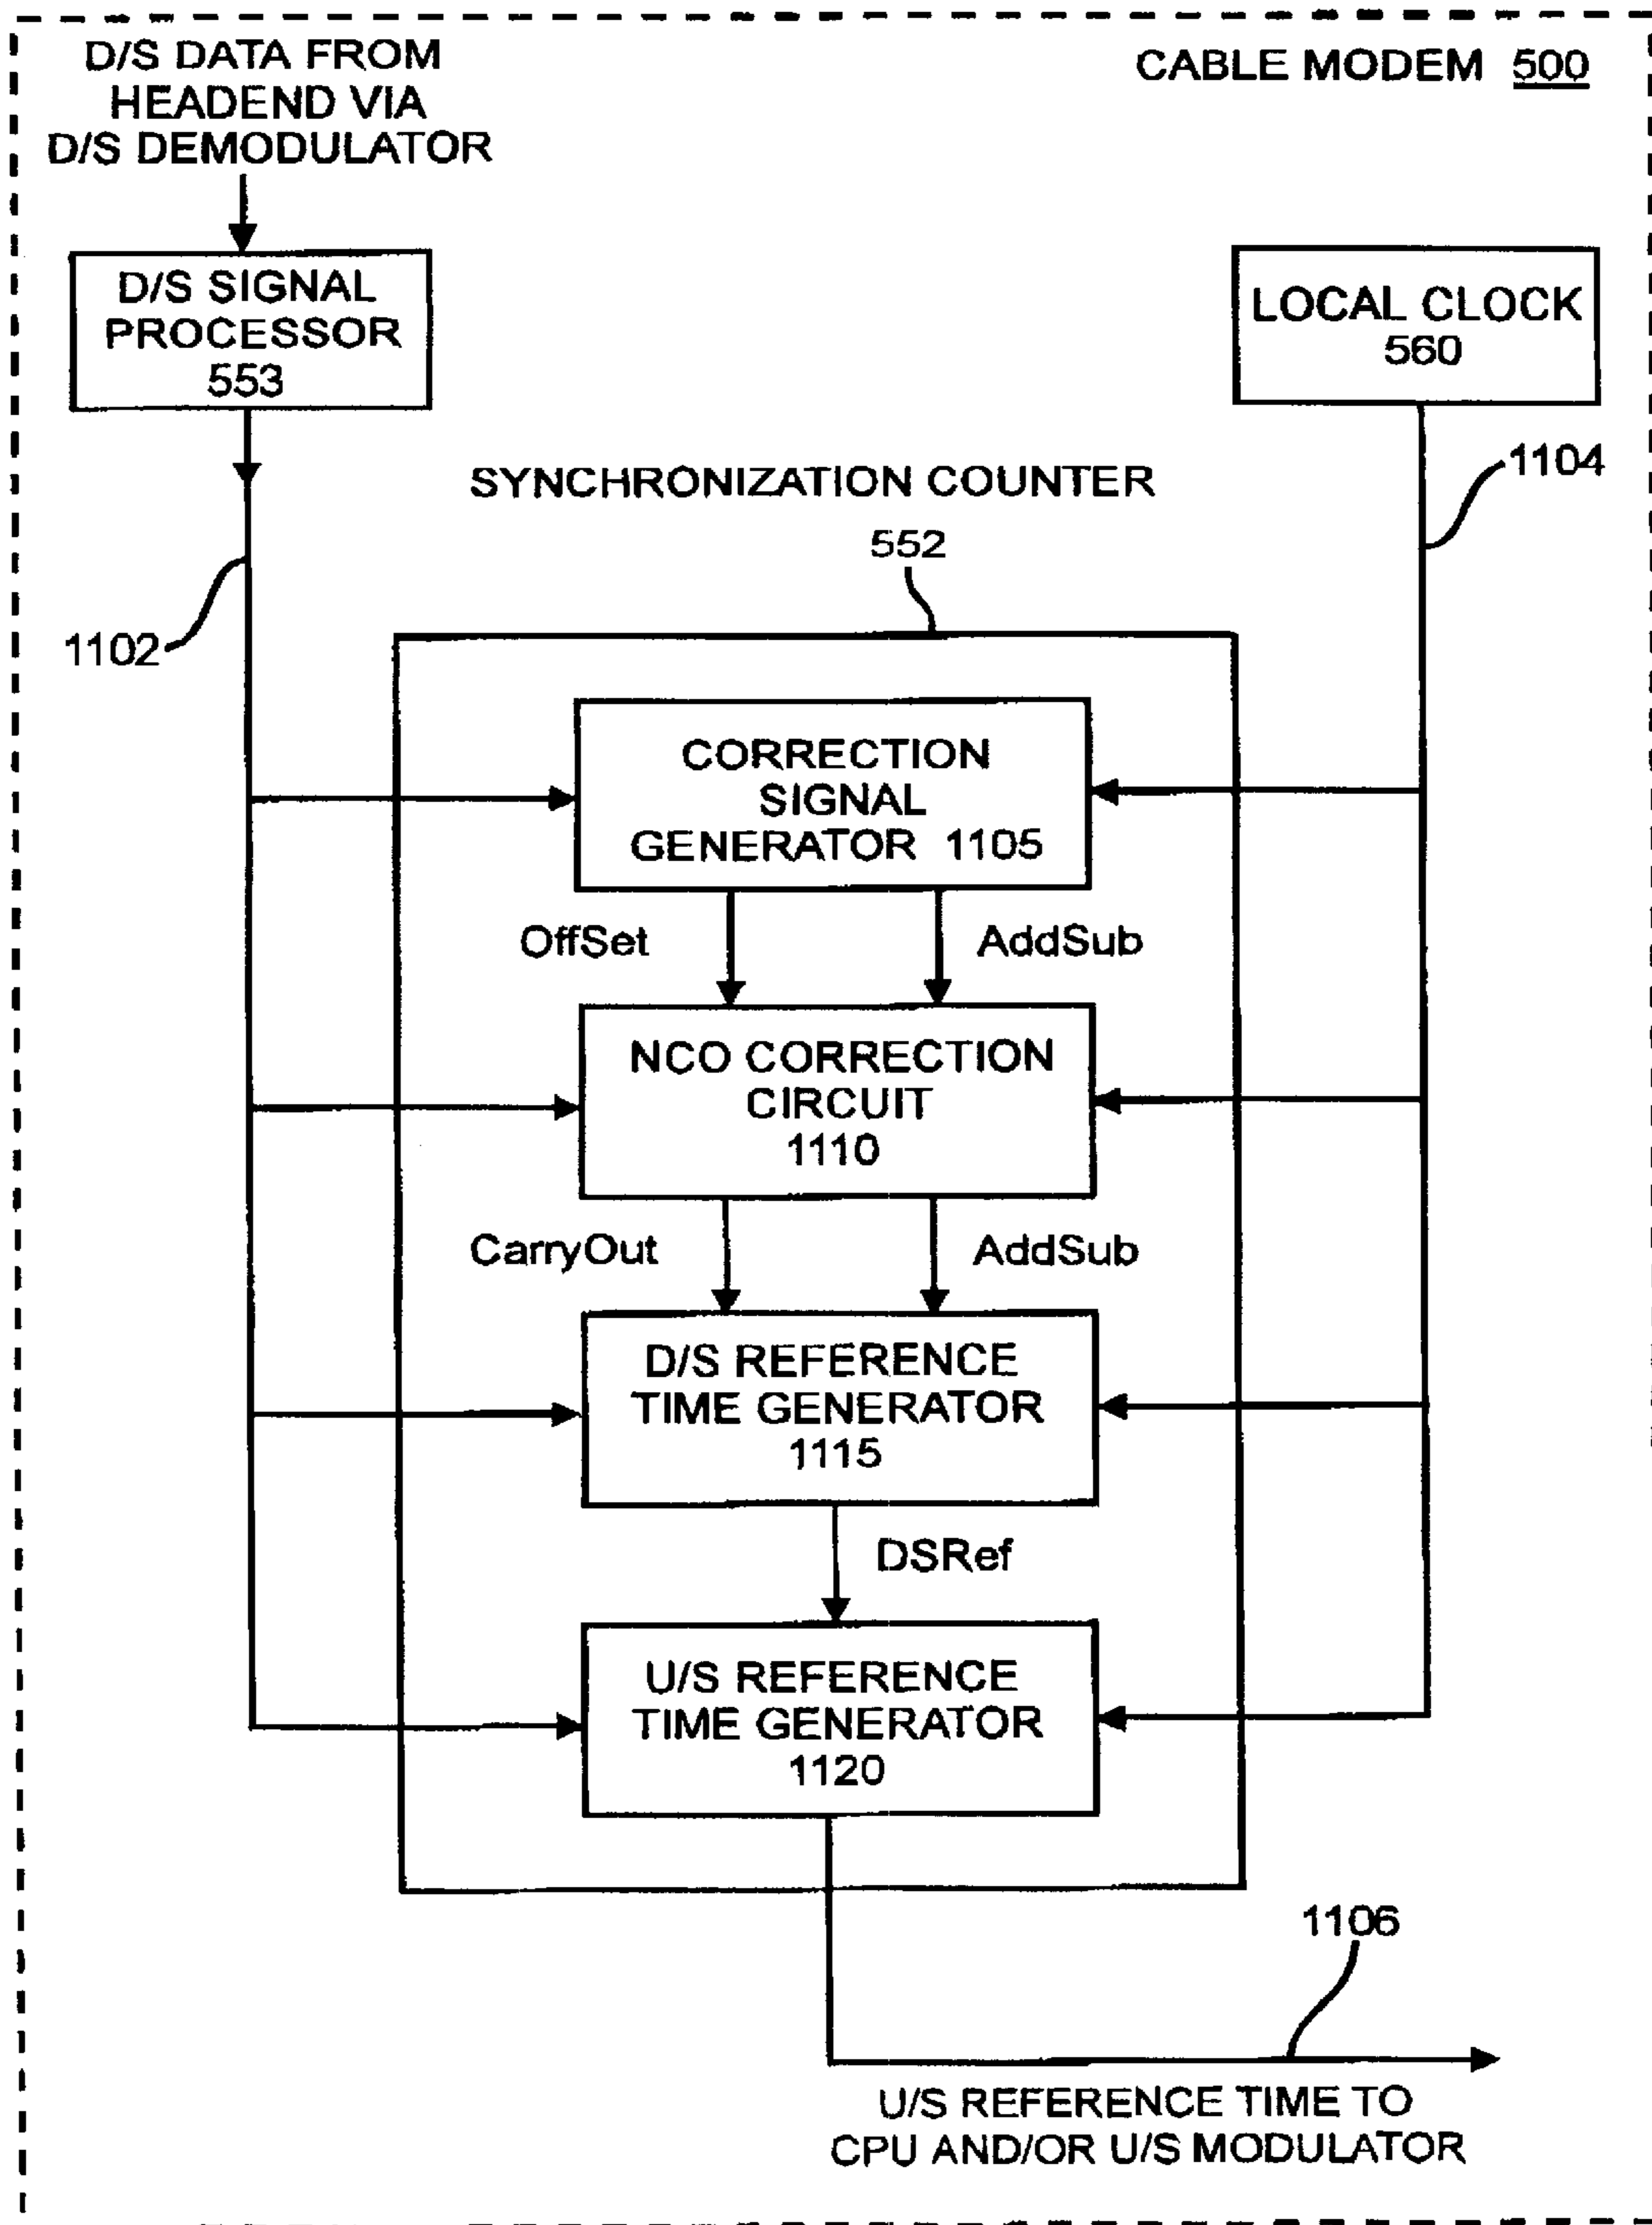 D/S DATA FROM
HEADEND VIA
D/S DEMODULATOR
CABLE MODEM 500
D/S SIGNAL
PROCESSOR
553
LOCAL CLOCK
560
1104
SYNCHRONIZATION COUNTER
552
1102
CORRECTION
SIGNAL
GENERATOR 1105
OffSet
AddSub
NCO CORRECTION
CIRCUIT
1110
CarryOut
AddSub
D/S REFERENCE
TIME GENERATOR
1115
DSRef
U/S REFERENCE
TIME GENERATOR
1120
1106
U/S REFERENCE TIME TO
CPU AND/OR U/S MODULATOR